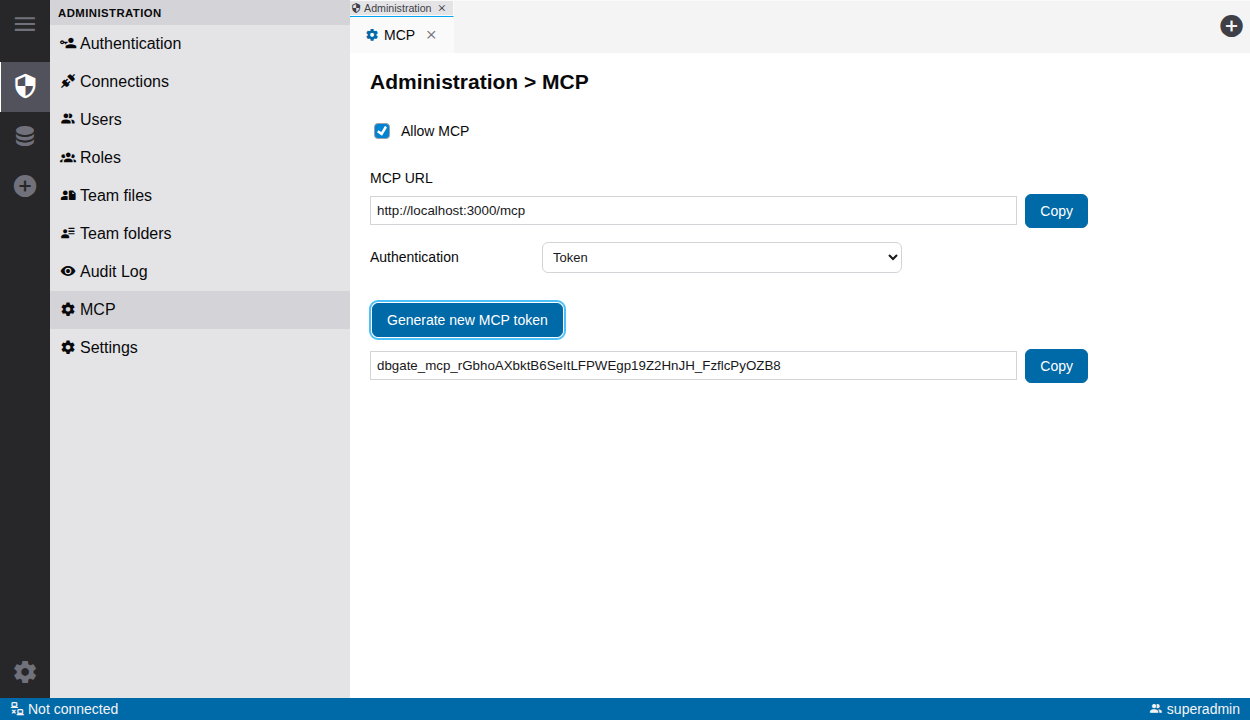 ADMINISTRATION
Authentication
Connections
Users
Roles
Team files
Team folders
Audit Log
MCP
Settings
Administration
MCP
Administration > MCP
Allow MCP
MCP URL
http://localhost:3000/mcp
Copy
Authentication
Token
Generate new MCP token
dbgate_mcp_rGbhoAXbktB6SeItLFPWEgp19Z2HnJH_FzflcPyOZB8
Copy
Not connected
superadmin